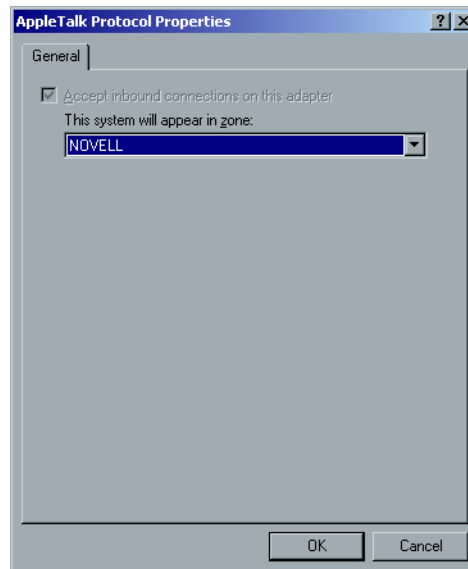 AppleTalk Protocol Properties
General
Accept inbound connections on this adapter
This system will appear in zone:
NOVELL
OK Cancel